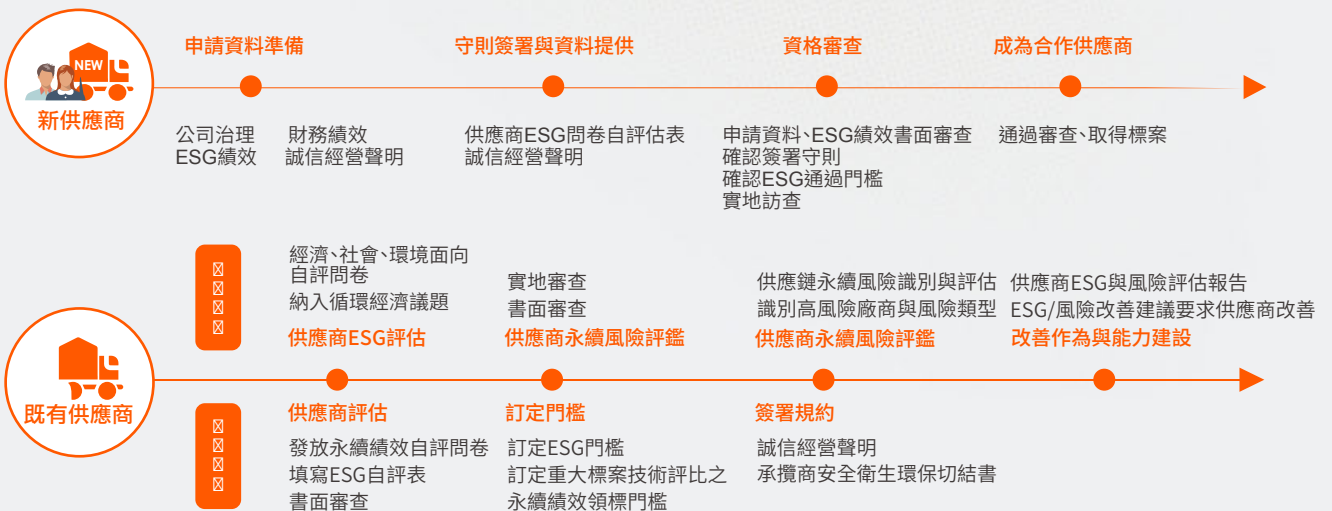 NEW
新供應商
申請資料準備
公司治理
ESG績效
財務績效
誠信經營聲明
守則簽署與資料提供
供應商ESG問卷自評估表
誠信經營聲明
資格審查
申請資料、ESG績效書面審查
確認簽署守則
確認ESG通過門檻
實地訪查
成為合作供應商
通過審查、取得標案
既有供應商
經濟、社會、環境面向
自評問卷
納入循環經濟議題
供應商ESG評估
實地審查
書面審查
供應商永續風險評鑑
供應鏈永續風險識別與評估
識別高風險廠商與風險類型
供應商永續風險評鑑
供應商ESG與風險評估報告
ESG/風險改善建議要求供應商改善
改善作為與能力建設
供應商評估
發放永續績效自評問卷
填寫ESG自評表
書面審查
訂定門檻
訂定ESG門檻
訂定重大標案技術評比之
永續績效領標門檻
簽署規約
誠信經營聲明
承攬商安全衛生環保切結書